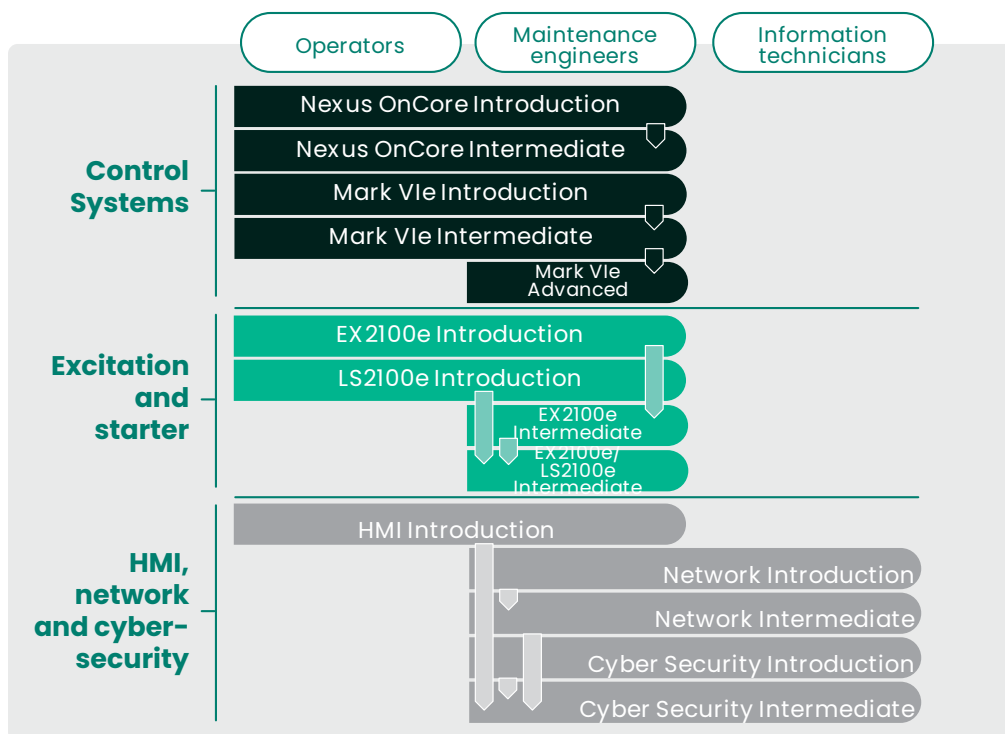 Operators
Maintenance
engineers
Information
technicians
Control
Systems
Nexus OnCore Introduction
Nexus OnCore Intermediate
Mark VIe Introduction
Mark VIe Intermediate
Mark VIe
Advanced
Excitation
and
starter
EX2100e Introduction
LS2100e Introduction
EX2100e
Intermediate
EX2100e/
LS2100e
Intermediate
HMI,
network
and cyber-
security
HMI Introduction
Network Introduction
Network Intermediate
Cyber Security Introduction
Cyber Security Intermediate